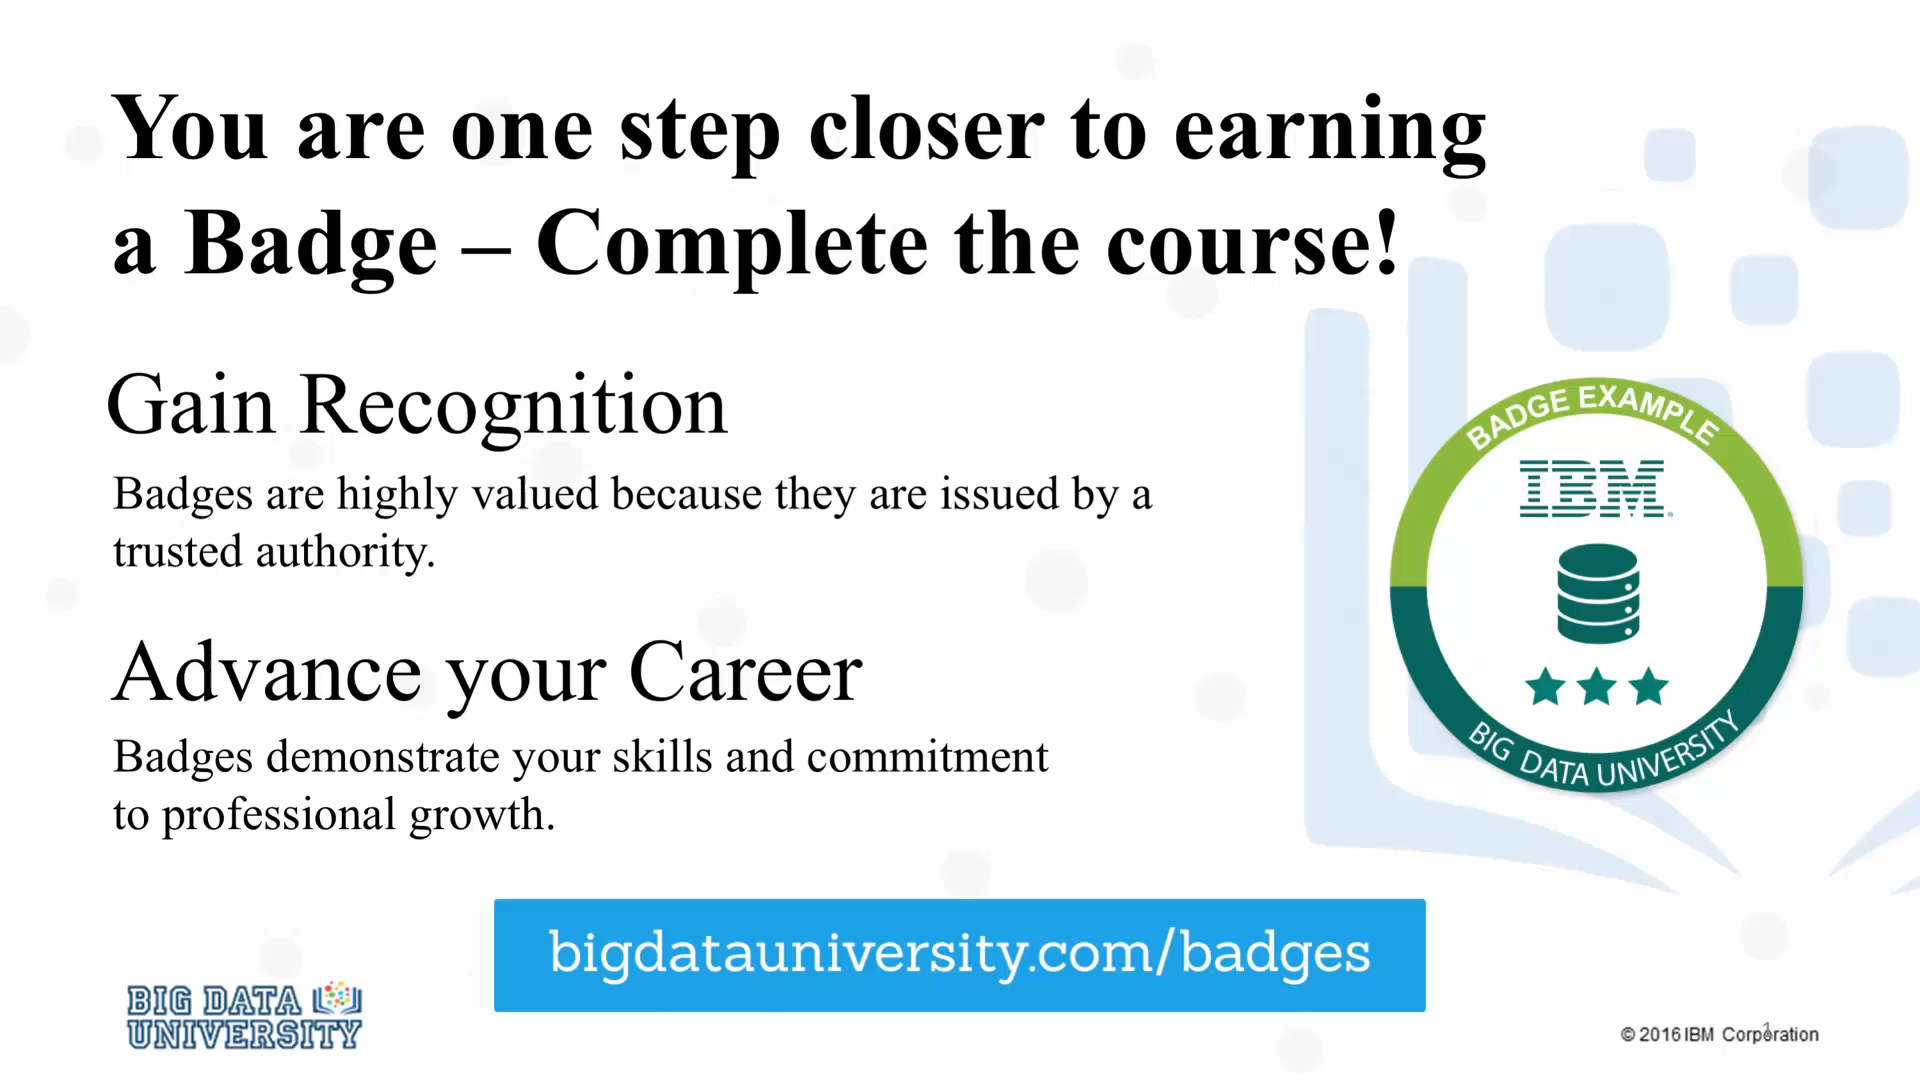 You are one step closer to earning
a Badge – Complete the course!
Gain Recognition
Badges are highly valued because they are issued by a
trusted authority.
Advance your Career
Badges demonstrate your skills and commitment
to professional growth.
BADGE EXAMPLE
IBM
BIG DATA UNIVERSITY
bigdatauniversity.com/badges
BIG DATA
UNIVERSITY
© 2016 IBM Corporation